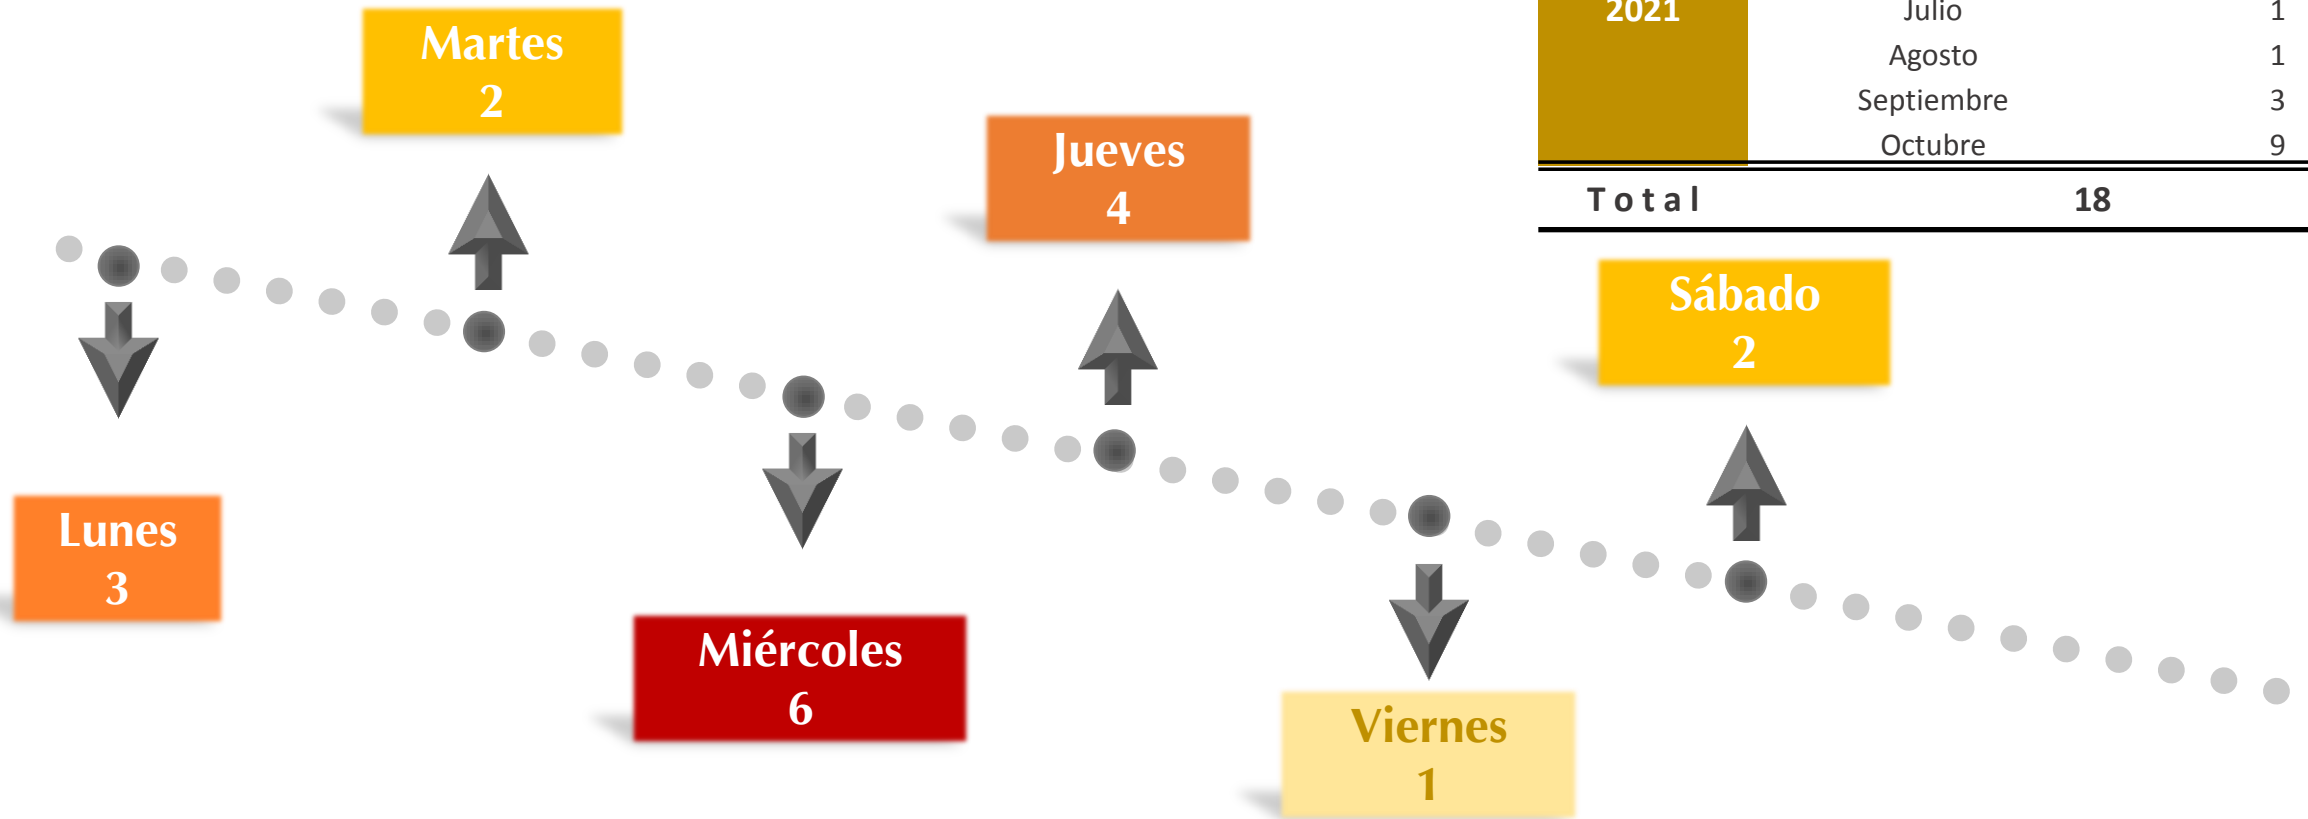 Martes
2
Jueves
4
2021 Julio 1
Agosto 1
Septiembre 3
Octubre 9
Total 18
Sábado
2
Lunes
3
Miércoles
6
Viernes
1